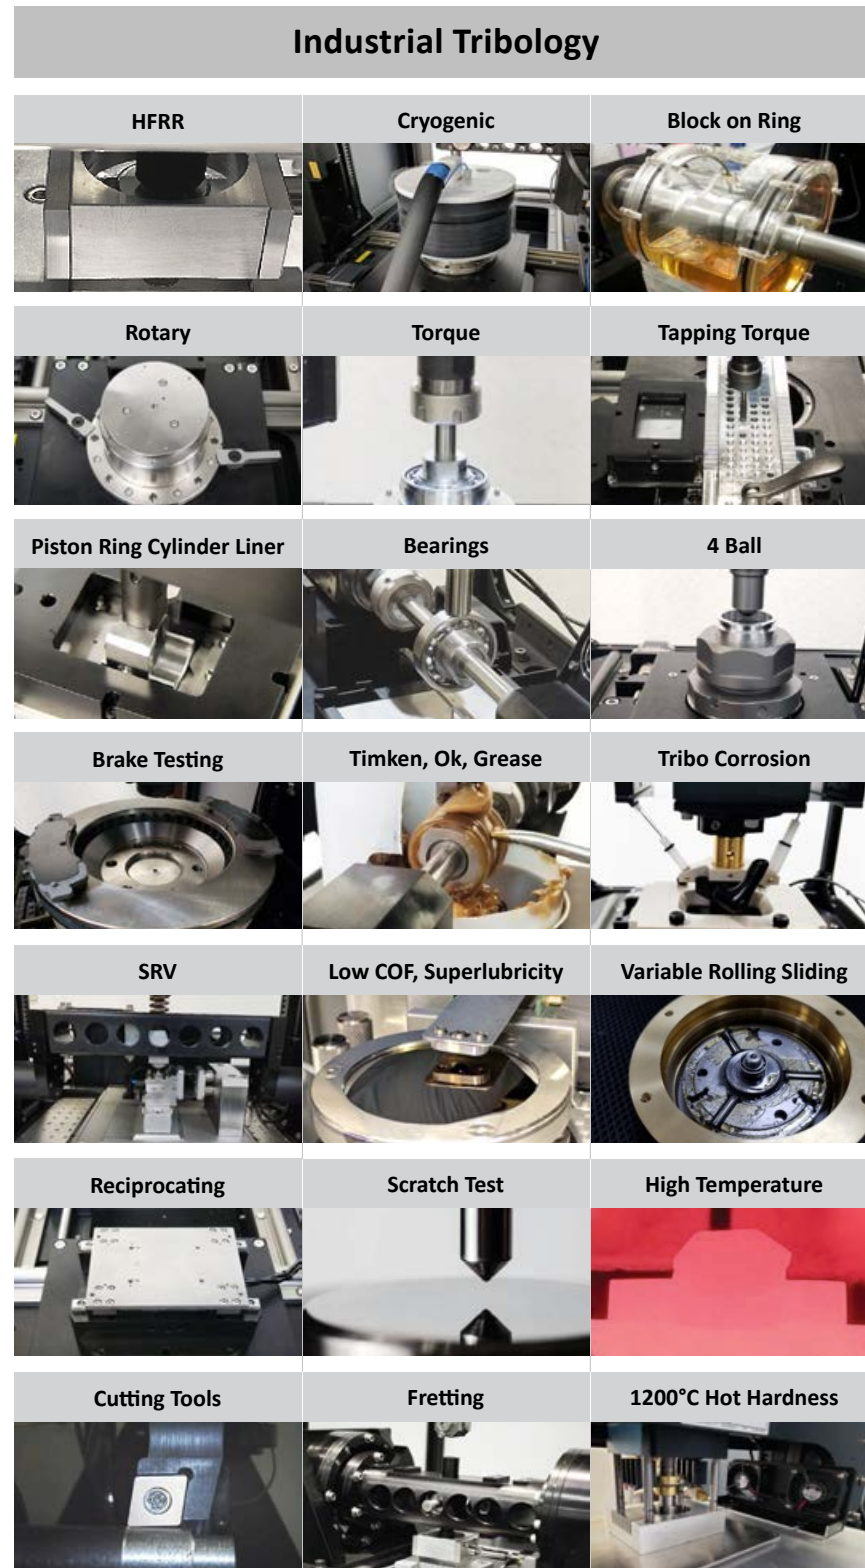 Industrial Tribology
HFRR
Cryogenic
Block on Ring
Rotary
Torque
Tapping Torque
Piston Ring Cylinder Liner
Bearings
4 Ball
Brake Testing
Timken, Ok, Grease
Tribo Corrosion
SRV
Low COF, Superlubricity
Variable Rolling Sliding
Reciprocating
Scratch Test
High Temperature
Cutting Tools
Fretting
1200°C Hot Hardness